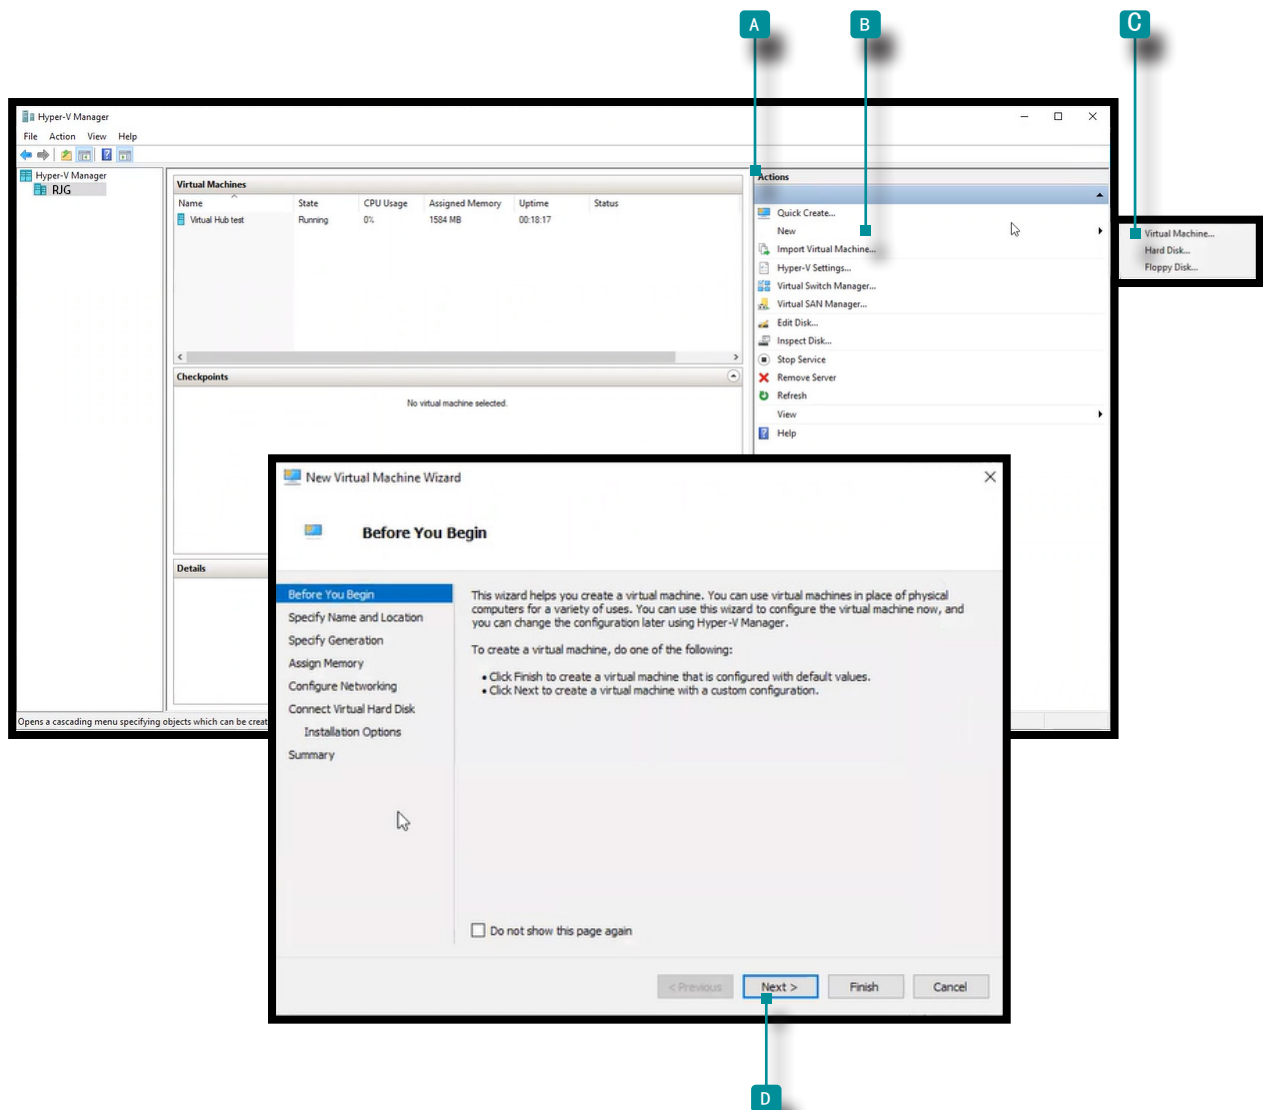 A
B
C
Hyper-V Manager
File Action View Help
Hyper-V Manager
RJG
Virtual Machines
Name State CPU Usage Assigned Memory Uptime Status
Virtual Hub test Running 0% 1584 MB 00:18:17
Checkpoints
No virtual machine selected.
Details
Actions
Quick Create...
New
Import Virtual Machine...
Hyper-V Settings...
Virtual Switch Manager...
Virtual SAN Manager...
Edit Disk...
Inspect Disk...
Stop Service
Remove Server
Refresh
View
Help
Virtual Machine...
Hard Disk...
Floppy Disk...
Opens a cascading menu specifying objects which can be creat
New Virtual Machine Wizard
Before You Begin
Before You Begin
Specify Name and Location
Specify Generation
Assign Memory
Configure Networking
Connect Virtual Hard Disk
Installation Options
Summary
This wizard helps you create a virtual machine. You can use virtual machines in place of physical
computers for a variety of uses. You can use this wizard to configure the virtual machine now, and
you can change the configuration later using Hyper-V Manager.
To create a virtual machine, do one of the following:
• Click Finish to create a virtual machine that is configured with default values.
• Click Next to create a virtual machine with a custom configuration.
Do not show this page again
< Previous Next > Finish Cancel
D